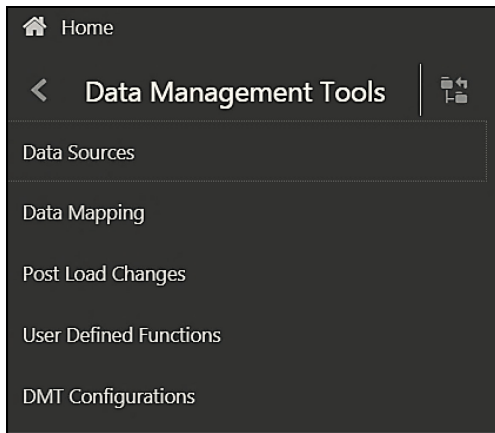 Home
Data Management Tools
Data Sources
Data Mapping
Post Load Changes
User Defined Functions
DMT Configurations